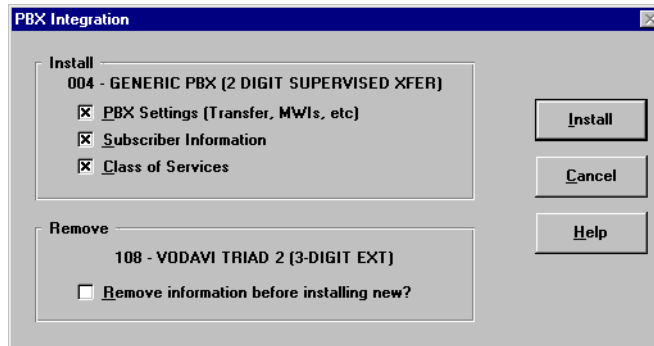 PBX Integration
Install
004 - GENERIC PBX (2 DIGIT SUPERVISED XFER)
PBX Settings (Transfer, MWIs, etc)
Subscriber Information
Class of Services
Install
Cancel
Help
Remove
108 - VODAVI TRIAD 2 (3-DIGIT EXT)
Remove information before installing new?